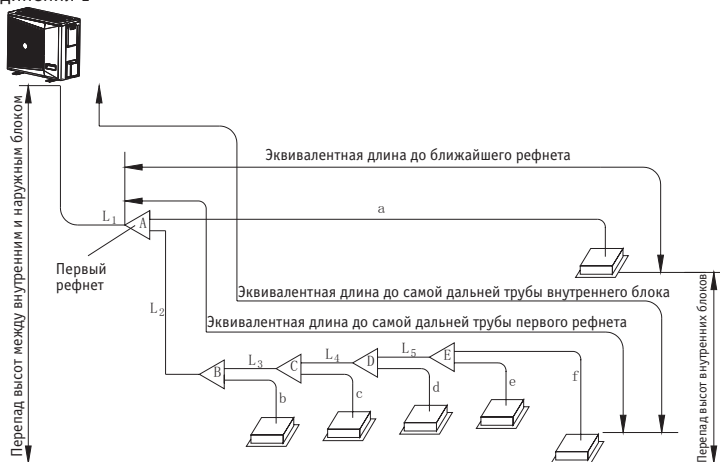 Эквивалентная длина до ближайшего рефнета
L1
A
a
Первый
рефнет
L2
Эквивалентная длина до самой дальней трубы внутреннего блока
Эквивалентная длина до самой дальней трубы первого рефнета
B
L3
C
L4
D
L5
E
b
c
d
e
f
Перепад высот между внутренним и наружным блоком
Перепад высот внутренних блоков